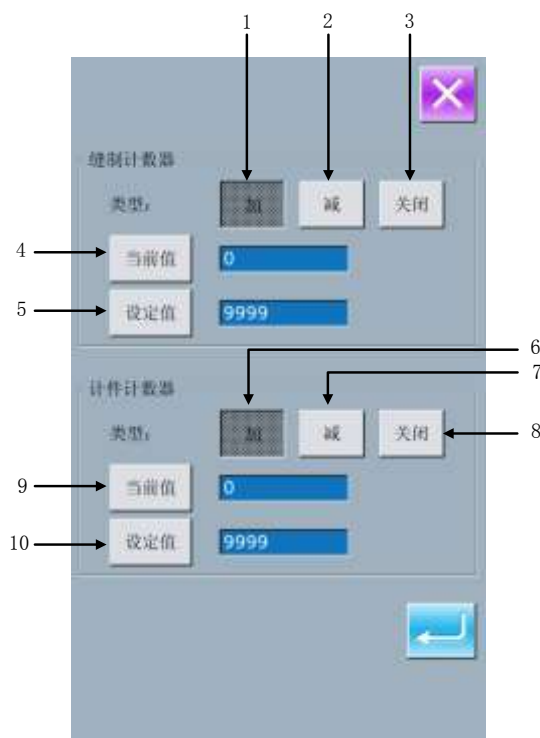 1 2 3
缝制计数器
类型: 加 减 关闭
4 当前值 0
5 设定值 9999
6
7
计件计数器
类型: 加 减 关闭
8
9 当前值 0
10 设定值 9999